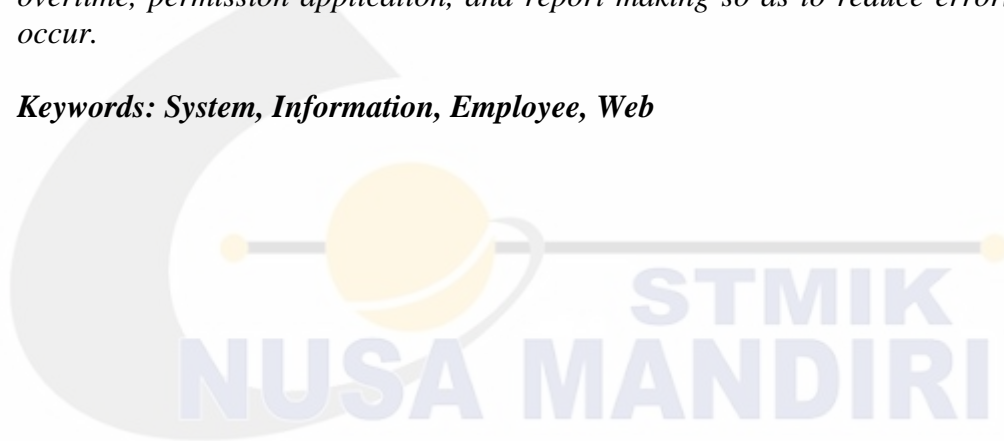 overtime, permission application, and report making so as to reduce
occur.
Keywords: System, Information, Employee, Web
STMIK
NUSA MANDIRI